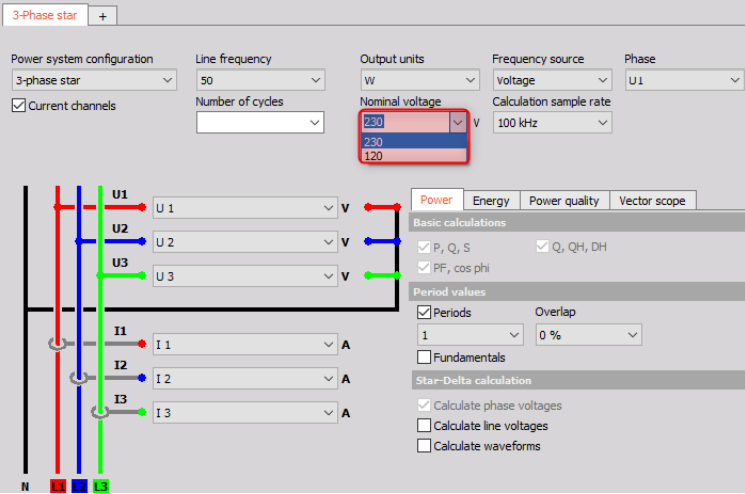 3-Phase star
+
Power system configuration
Line frequency
Output units
Frequency source
Phase
3-phase star
50
W
Voltage
U1
Current channels
Number of cycles
Nominal voltage
Calculation sample rate
230
V
100 kHz
230
120
U1
U 1
V
U2
U 2
V
U3
U 3
V
I1
I 1
A
I2
I 2
A
I3
I 3
A
N
L1
L2
L3
Power
Energy
Power quality
Vector scope
Basic calculations
P, Q, S
Q, QH, DH
PF, cos phi
Period values
Periods
Overlap
1
0 %
Fundamentals
Star-Delta calculation
Calculate phase voltages
Calculate line voltages
Calculate waveforms